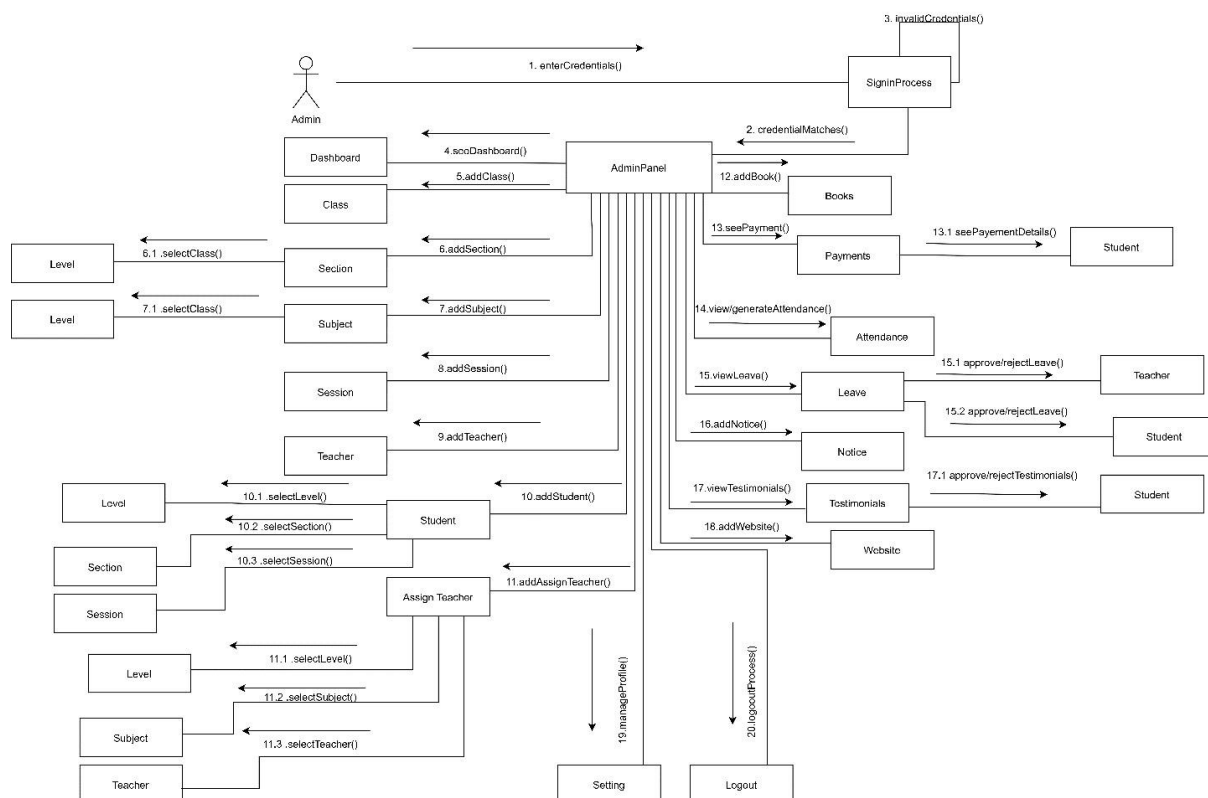 3. invalidCredentials()
1. enterCredentials()
SigninProcess
Admin
2. credentialMatches()
Dashboard
4.seeDashboard()
AdminPanel
12.addBook()
Books
Class
5.addClass()
13.seePayment()
Payments
13.1 seePayementDetails()
Student
Level
6.1 .selectClass()
Section
6.addSection()
Level
7.1 .selectClass()
Subject
7.addSubject()
14.view/generateAttendance()
Attendance
Session
8.addSession()
15.viewLeave()
Leave
15.1 approve/rejectLeave()
Teacher
15.2 approve/rejectLeave()
Student
Teacher
9.addTeacher()
16.addNotice()
Notice
Level
10.1 .selectLevel()
10.addStudent()
Student
17.viewTestimonials()
Testimonials
17.1 approve/rejectTestimonials()
Student
10.2 .selectSection()
Section
18.addWebsite()
Website
10.3 .selectSession()
Session
11.addAssignTeacher()
Assign Teacher
Level
11.1 .selectLevel()
11.2 .selectSubject()
Subject
11.3 .selectTeacher()
Teacher
19.manageProfile()
Setting
20.logooutProcess()
Logout